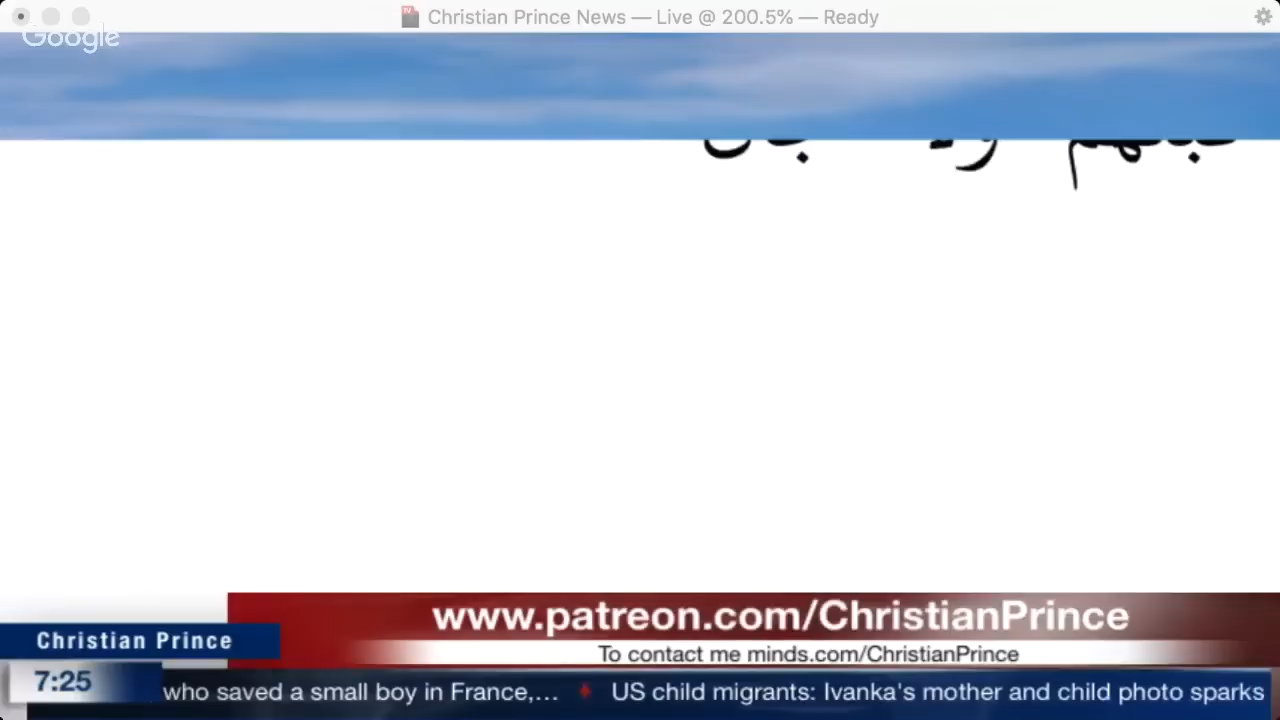 Christian Prince News — Live @ 200.5% — Ready
Google
www.patreon.com/ChristianPrince
To contact me minds.com/ChristianPrince
Christian Prince
7:25
who saved a small boy in France,... ♦ US child migrants: Ivanka's mother and child photo sparks